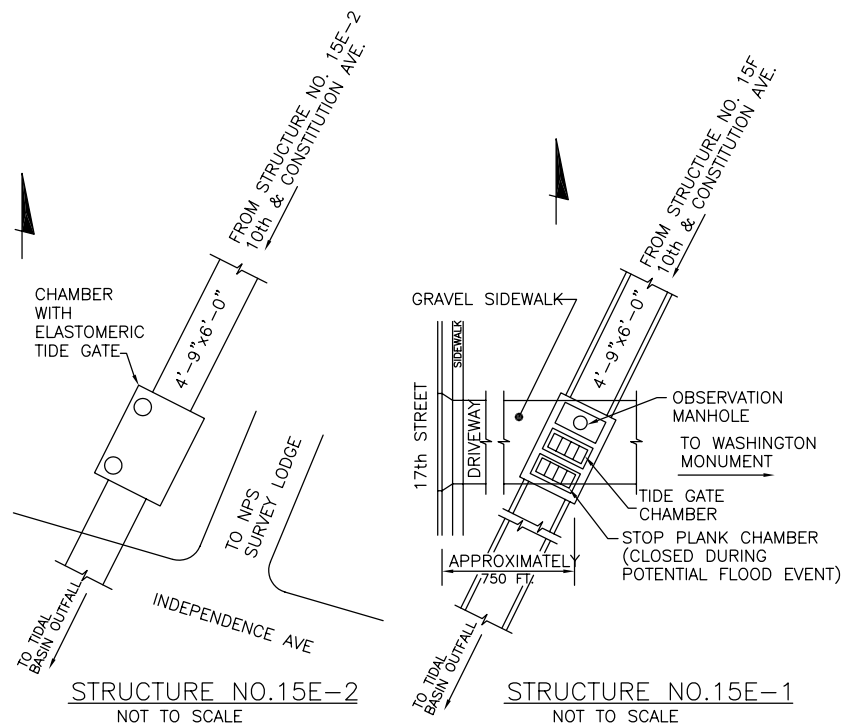 FROM STRUCTURE NO. 15E-2
10th & CONSTITUTION AVE.
CHAMBER
WITH
ELASTOMERIC
TIDE GATE
4'-9"x6'-0"
TO NPS
SURVEY LODGE
INDEPENDENCE AVE
TO TIDAL
BASIN OUTFALL
STRUCTURE NO.15E-2
NOT TO SCALE
FROM STRUCTURE NO. 15F
10th & CONSTITUTION AVE.
GRAVEL SIDEWALK
SIDEWALK
4'-9"x6'-0"
17th STREET
DRIVEWAY
OBSERVATION
MANHOLE
TO WASHINGTON
MONUMENT
TIDE GATE
CHAMBER
STOP PLANK CHAMBER
(CLOSED DURING
POTENTIAL FLOOD EVENT)
APPROXIMATELY
750 FT.
TO TIDAL
BASIN OUTFALL
STRUCTURE NO.15E-1
NOT TO SCALE